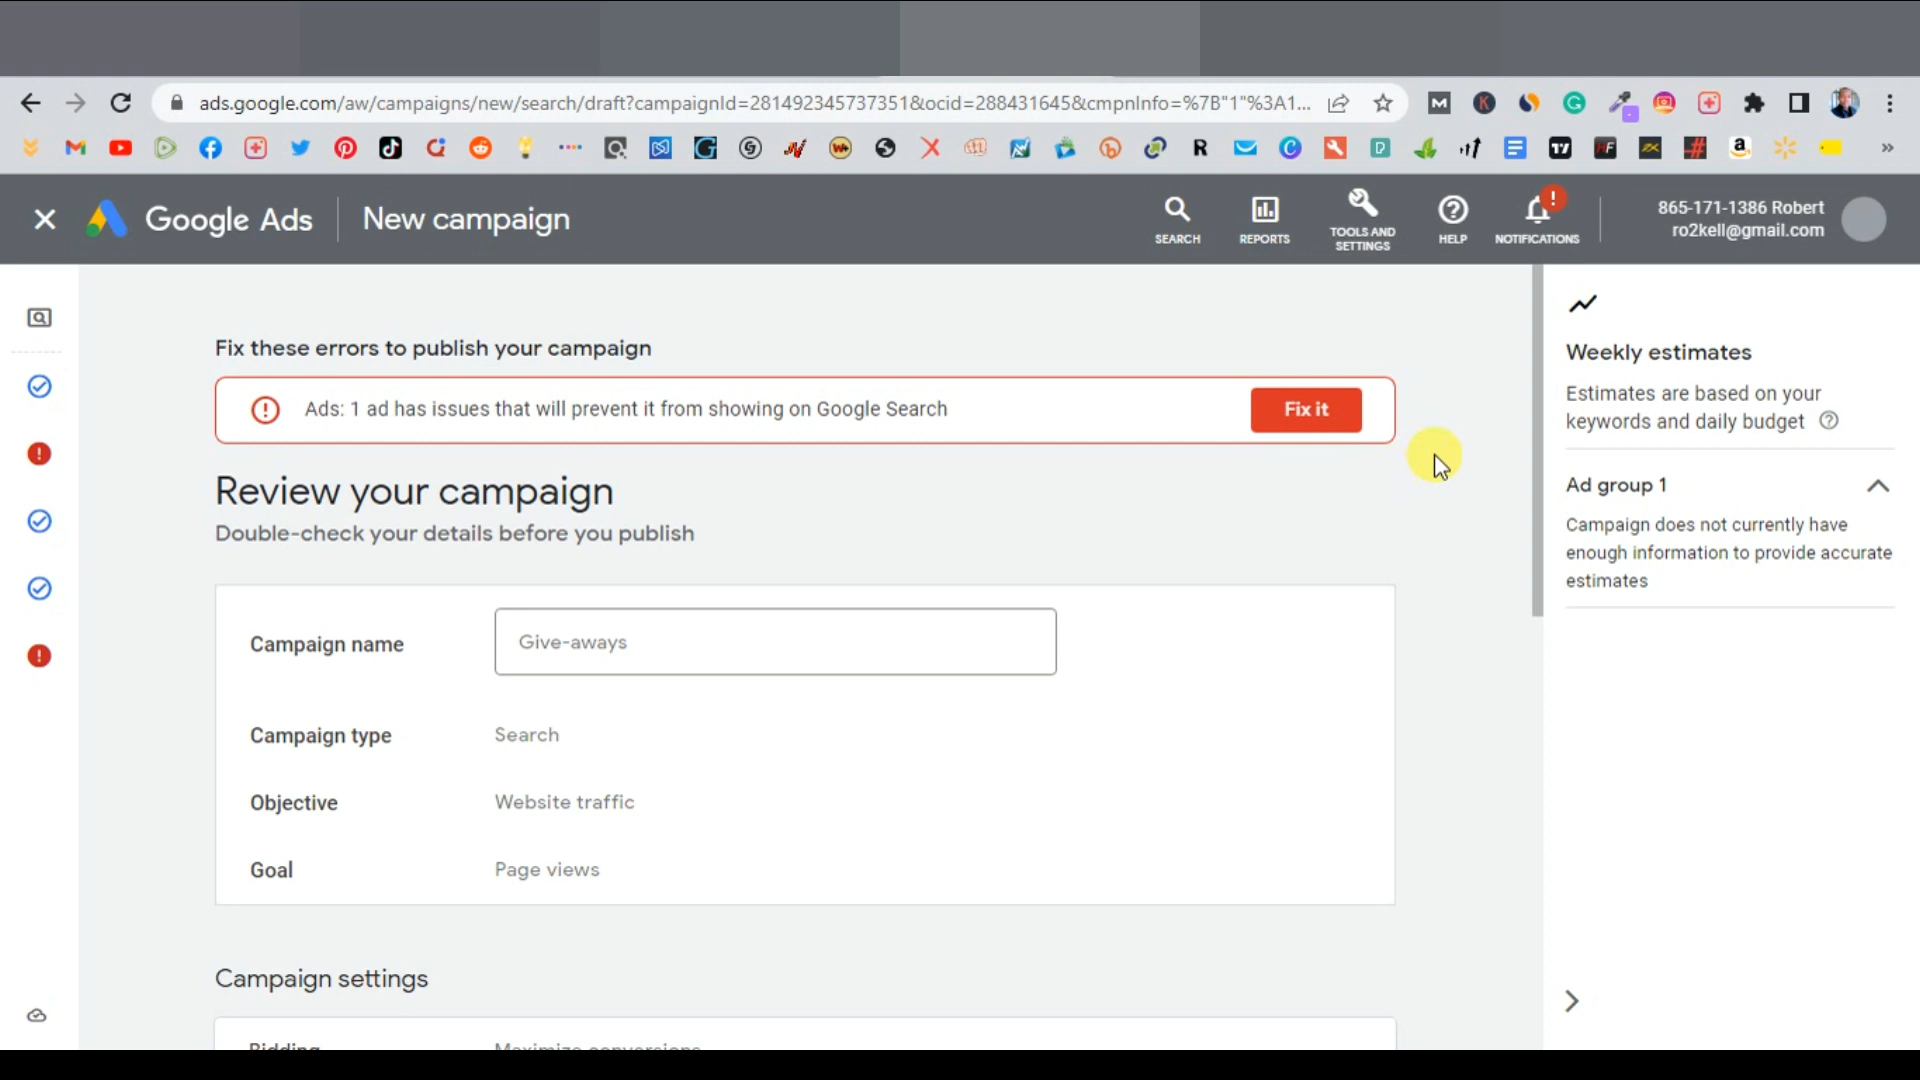 ads.google.com/aw/campaigns/new/search/draft?campaignId=281492345737351&ocid=288431645&cmpnInfo=%7B"1"%3A1...
Google Ads
New campaign
SEARCH
REPORTS
TOOLS AND
SETTINGS
HELP
NOTIFICATIONS
865-171-1386 Robert
ro2kell@gmail.com
Fix these errors to publish your campaign
Ads: 1 ad has issues that will prevent it from showing on Google Search
Fix it
Review your campaign
Double-check your details before you publish
Campaign name
Give-aways
Campaign type
Search
Objective
Website traffic
Goal
Page views
Campaign settings
Bidding
Maximize conversions
Weekly estimates
Estimates are based on your
keywords and daily budget
Ad group 1
Campaign does not currently have
enough information to provide accurate
estimates